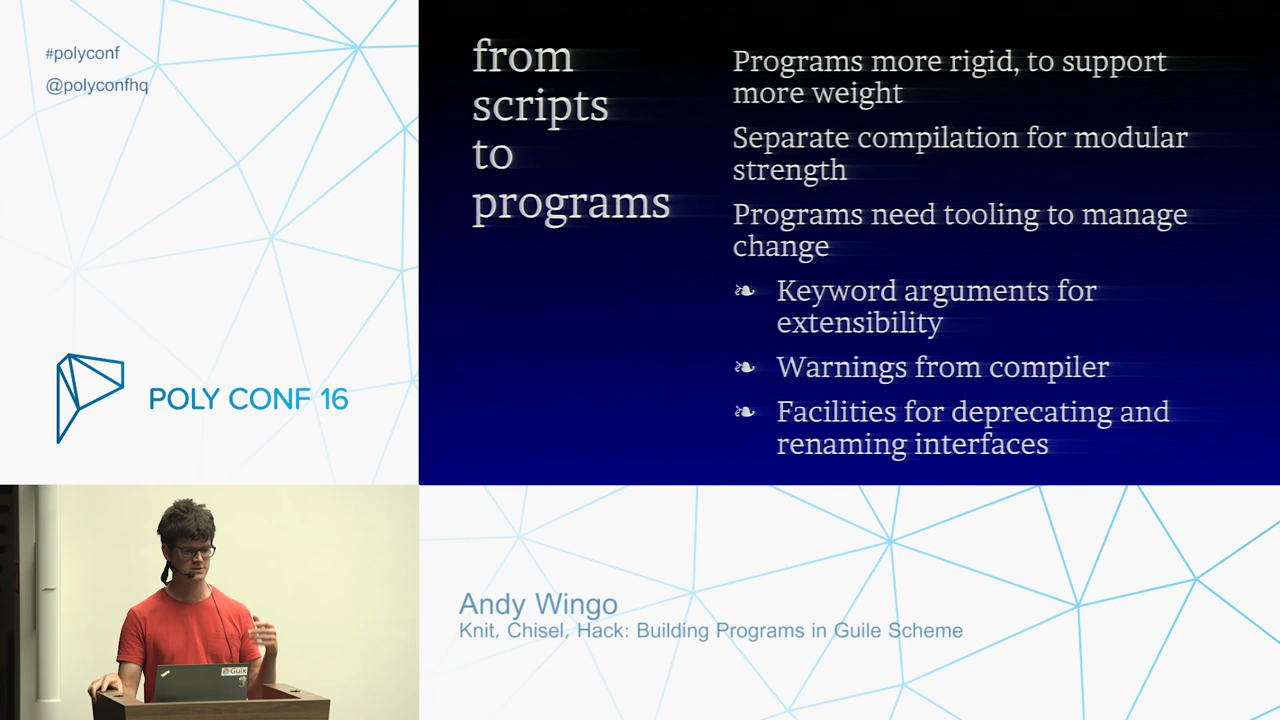 #polyconf
@polyconfhq
POLY CONF 16
from
scripts
to
programs
Programs more rigid, to support
more weight
Separate compilation for modular
strength
Programs need tooling to manage
change
❧ Keyword arguments for
extensibility
❧ Warnings from compiler
❧ Facilities for deprecating and
renaming interfaces
Guix
Andy Wingo
Knit, Chisel, Hack: Building Programs in Guile Scheme